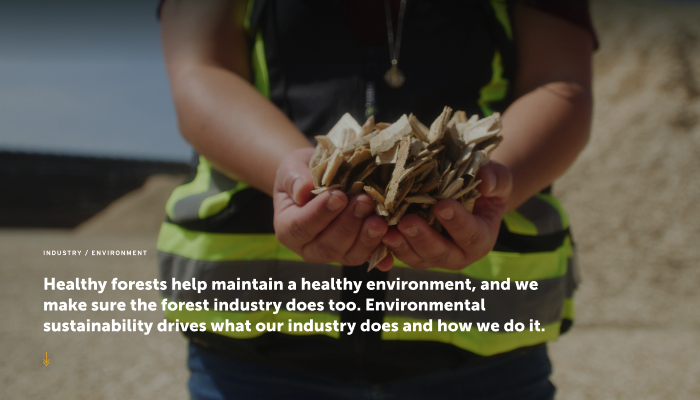 INDUSTRY / ENVIRONMENT
Healthy forests help maintain a healthy environment, and we
make sure the forest industry does too. Environmental
sustainability drives what our industry does and how we do it.